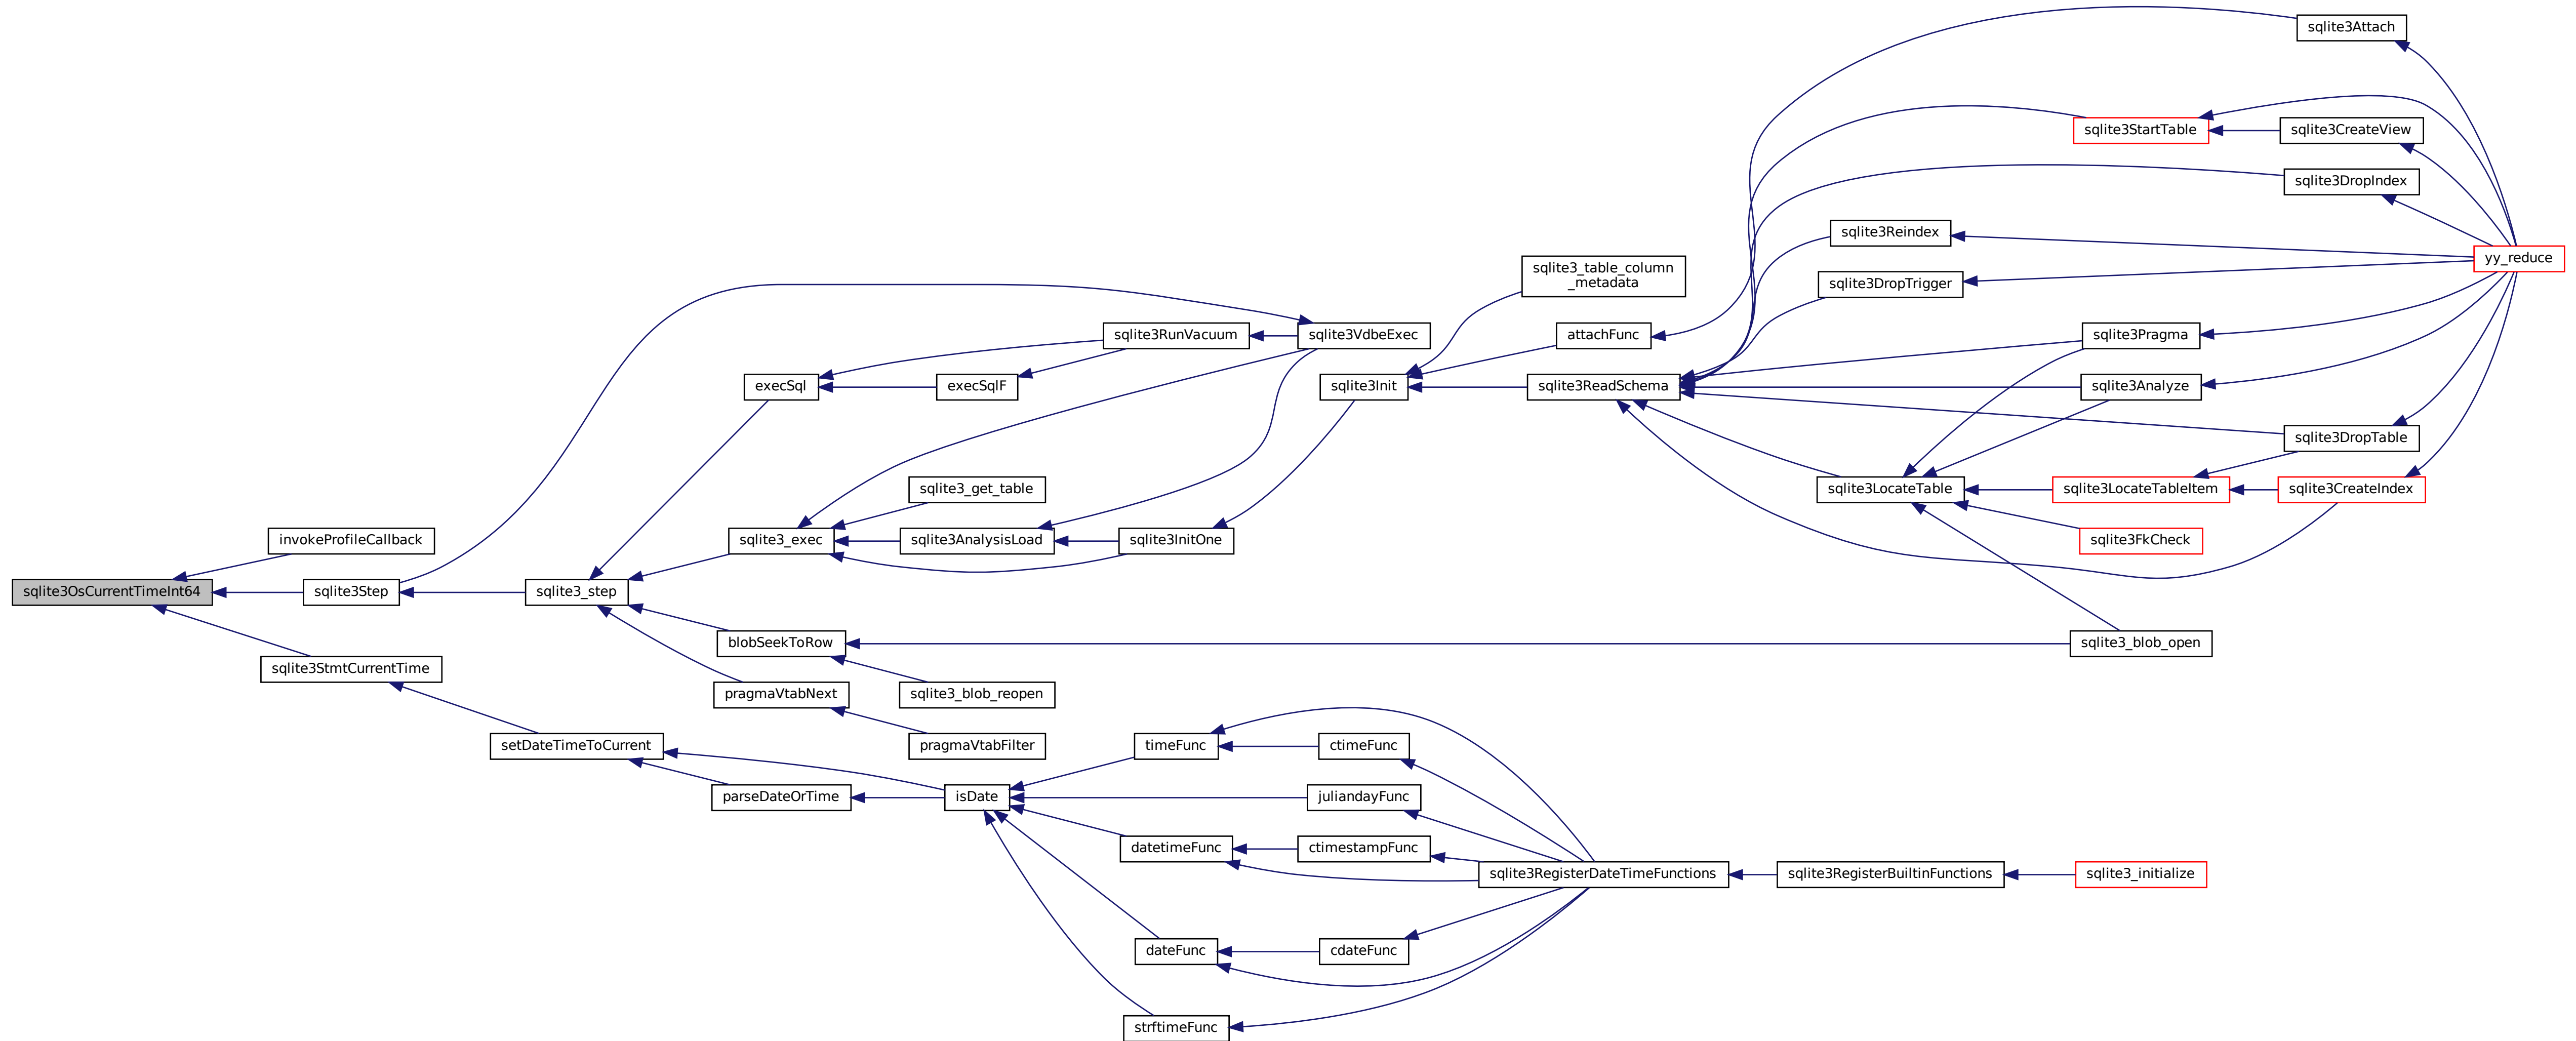 sqlite3Attach
sqlite3StartTable
sqlite3CreateView
sqlite3DropIndex
sqlite3Reindex
yy_reduce
sqlite3_table_column
_metadata
sqlite3DropTrigger
sqlite3RunVacuum
sqlite3VdbeExec
attachFunc
sqlite3Pragma
execSql
execSqlF
sqlite3Init
sqlite3ReadSchema
sqlite3Analyze
sqlite3DropTable
sqlite3_get_table
sqlite3LocateTable
sqlite3LocateTableItem
sqlite3CreateIndex
invokeProfileCallback
sqlite3_exec
sqlite3AnalysisLoad
sqlite3InitOne
sqlite3FkCheck
sqlite3OsCurrentTimeInt64
sqlite3Step
sqlite3_step
blobSeekToRow
sqlite3_blob_open
sqlite3StmtCurrentTime
pragmaVtabNext
sqlite3_blob_reopen
setDateTimeToCurrent
pragmaVtabFilter
timeFunc
ctimeFunc
parseDateOrTime
isDate
juliandayFunc
datetimeFunc
ctimestampFunc
sqlite3RegisterDateTimeFunctions
sqlite3RegisterBuiltinFunctions
sqlite3_initialize
dateFunc
cdateFunc
strftimeFunc